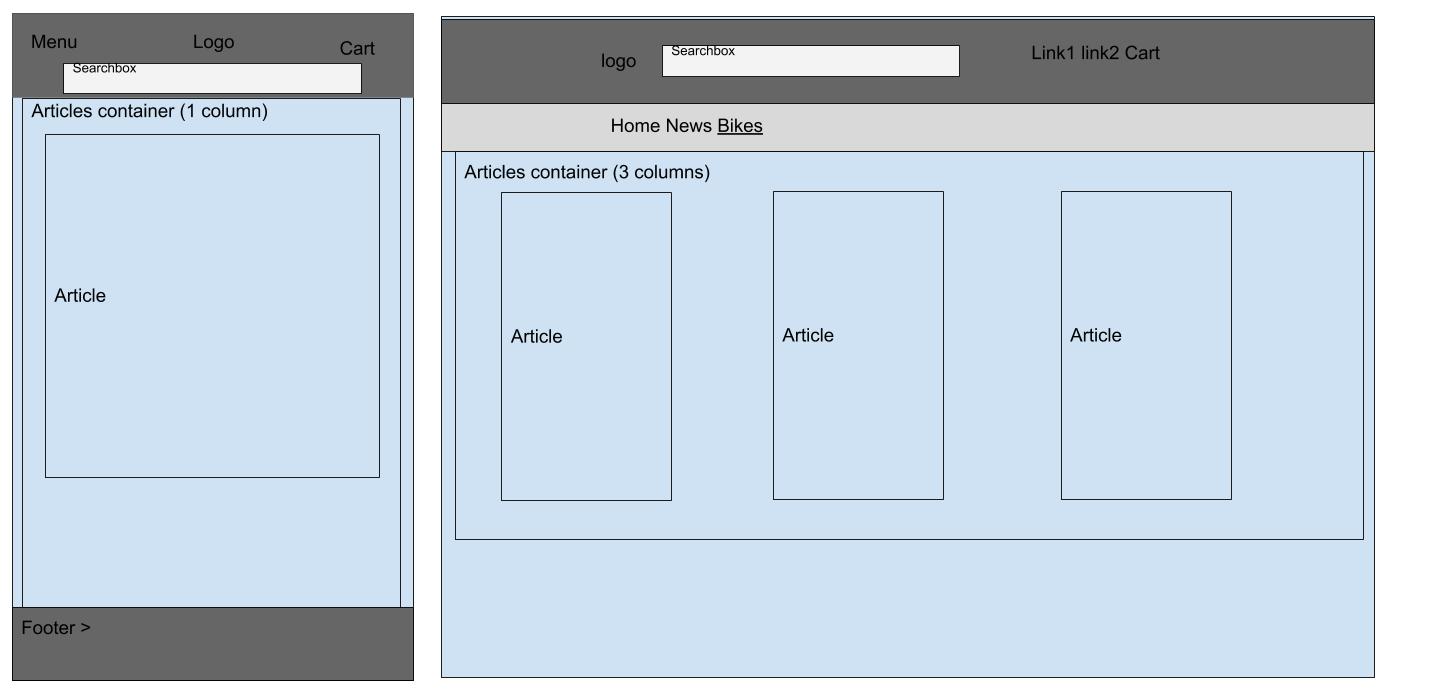 Menu
Logo
Cart
Searchbox
Articles container (1 column)
Article
Footer >
logo
Searchbox
Link1 link2 Cart
Home News Bikes
Articles container (3 columns)
Article
Article
Article